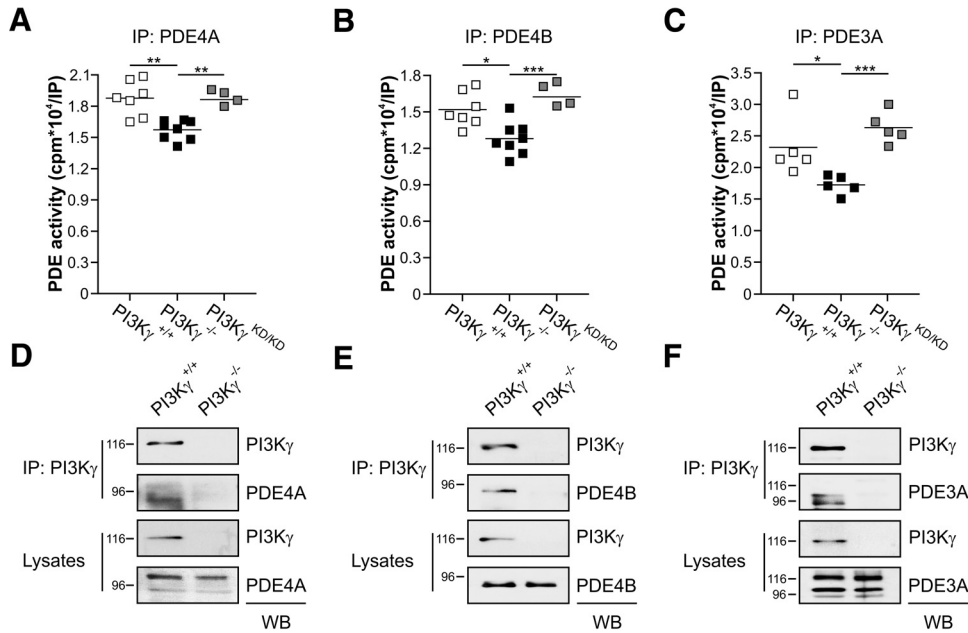 A
IP: PDE4A
** **
PDE activity (cpm*10⁴/IP)
2.1
1.8
1.5
1.2
0.9
0.6
0.3
0
PI3Kγ +/+
PI3Kγ -/-
PI3Kγ KD/KD
B
IP: PDE4B
* ***
PDE activity (cpm*10⁴/IP)
1.8
1.5
1.2
0.9
0.6
0.3
0
PI3Kγ +/+
PI3Kγ -/-
PI3Kγ KD/KD
C
IP: PDE3A
* ***
PDE activity (cpm*10⁴/IP)
3.5
3.0
2.5
2.0
1.5
1.0
0.5
0
PI3Kγ +/+
PI3Kγ -/-
PI3Kγ KD/KD
D
PI3Kγ +/+ PI3Kγ -/-
IP: PI3Kγ
116 PI3Kγ
96 PDE4A
Lysates
116 PI3Kγ
96 PDE4A
WB
E
PI3Kγ +/+ PI3Kγ -/-
IP: PI3Kγ
116 PI3Kγ
96 PDE4B
Lysates
116 PI3Kγ
96 PDE4B
WB
F
PI3Kγ +/+ PI3Kγ -/-
IP: PI3Kγ
116 PI3Kγ
116
96 PDE3A
Lysates
116 PI3Kγ
116 PDE3A
96
WB